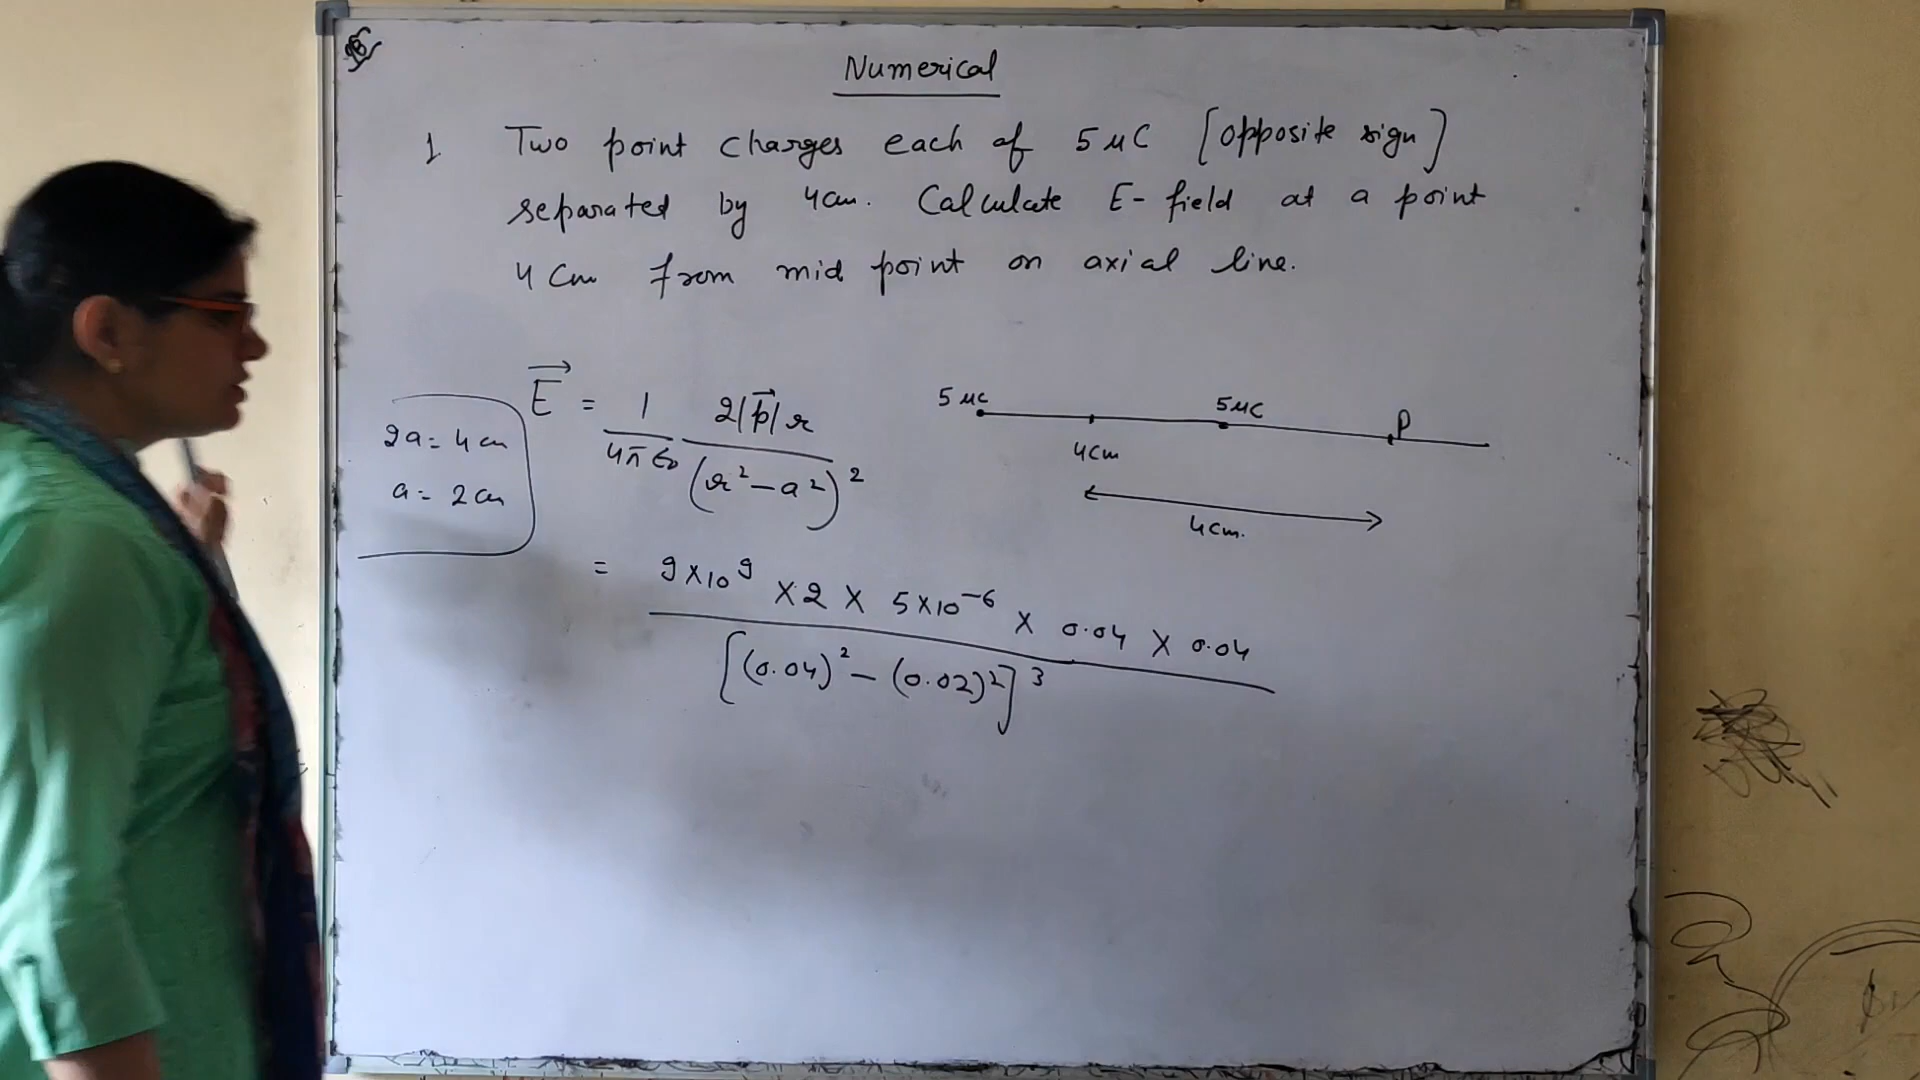 Numerical
1 Two point charges each of 5 μC [opposite sign]
separated by 4cm. Calculate E-field at a point
4 Cm from mid point on axial line.
2a = 4 cm
a = 2 cm
E⃗ = 1/4π∈₀ 2|p⃗|r/(r² – a²)²
5 μC 5 μC P
4cm
4cm.
= 9×10⁹ × 2 × 5×10⁻⁶ × 0.04 × 0.04 / [(0.04)² – (0.02)²]³